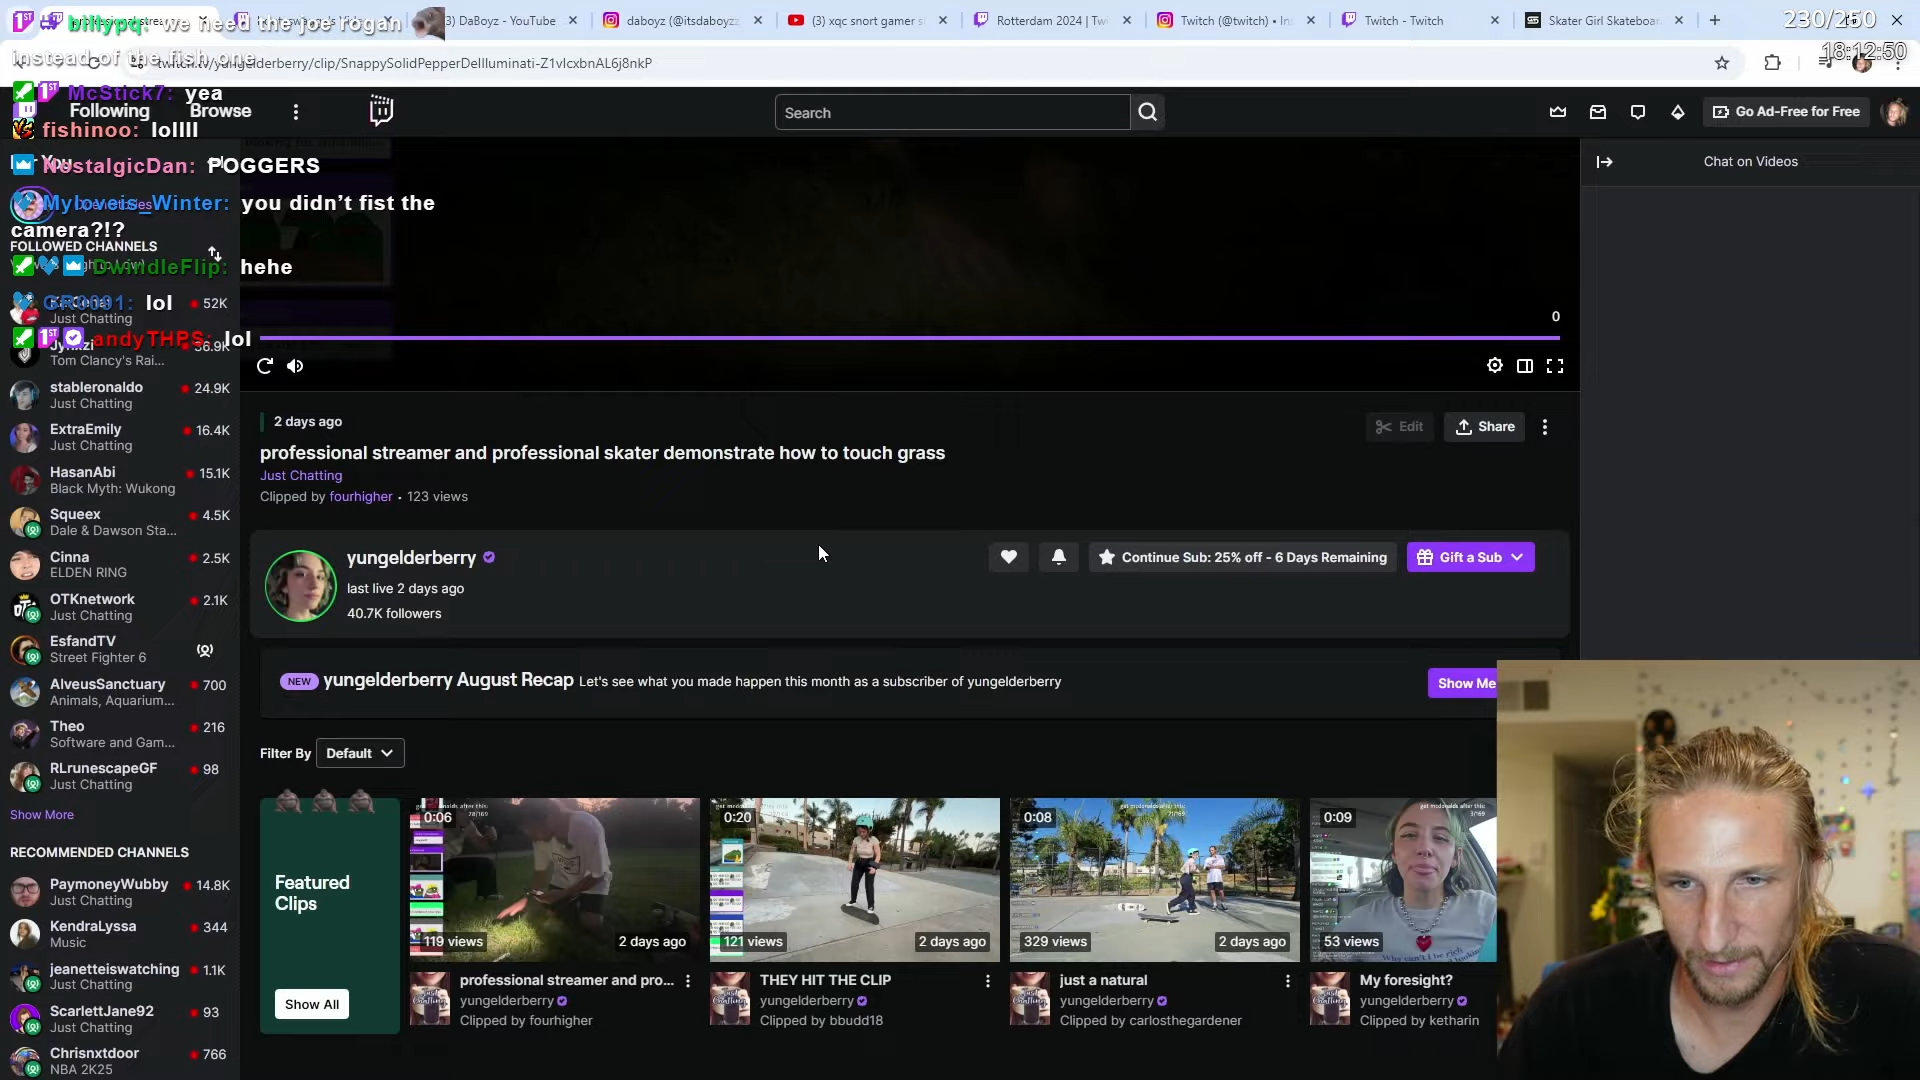 billypq: we need the joe rogan
instead of the fish one
McStick7: yea
fishinoo: lollll
NostalgicDan: POGGERS
Myloveis_Winter: you didn’t fist the
camera?!?
DwindleFlip: hehe
GR0001: lol
andyTHPS: lol
3) DaBoyz - YouTube
daboyz (@itsdaboyzz
(3) xqc snort gamer s
Rotterdam 2024 | Tw
Twitch (@twitch) • In
Twitch - Twitch
Skater Girl Skateboar
230/250
18:12:50
twitch.tv/yungelderberry/clip/SnappySolidPepperDelIluminati-Z1vIcxbnAL6j8nkP
Following
Browse
Search
Go Ad-Free for Free
Chat on Videos
FOLLOWED CHANNELS
52K
Just Chatting
Jynxzi
36.9K
Tom Clancy's Rai...
stableronaldo
24.9K
Just Chatting
ExtraEmily
16.4K
Just Chatting
HasanAbi
15.1K
Black Myth: Wukong
Squeex
4.5K
Dale & Dawson Sta...
Cinna
2.5K
ELDEN RING
OTKnetwork
2.1K
Just Chatting
EsfandTV
Street Fighter 6
AlveusSanctuary
700
Animals, Aquarium...
Theo
216
Software and Gam...
RLrunescapeGF
98
Just Chatting
Show More
RECOMMENDED CHANNELS
PaymoneyWubby
14.8K
Just Chatting
KendraLyssa
344
Music
jeanetteiswatching
1.1K
Just Chatting
ScarlettJane92
93
Just Chatting
Chrisnxtdoor
766
NBA 2K25
0
2 days ago
Edit
Share
professional streamer and professional skater demonstrate how to touch grass
Just Chatting
Clipped by fourhigher • 123 views
yungelderberry
last live 2 days ago
40.7K followers
Continue Sub: 25% off - 6 Days Remaining
Gift a Sub
NEW yungelderberry August Recap Let's see what you made happen this month as a subscriber of yungelderberry
Show Me
Filter By Default
Featured
Clips
Show All
0:06
119 views
2 days ago
professional streamer and pro...
yungelderberry
Clipped by fourhigher
0:20
121 views
2 days ago
THEY HIT THE CLIP
yungelderberry
Clipped by bbudd18
0:08
329 views
2 days ago
just a natural
yungelderberry
Clipped by carlosthegardener
0:09
53 views
My foresight?
yungelderberry
Clipped by ketharin